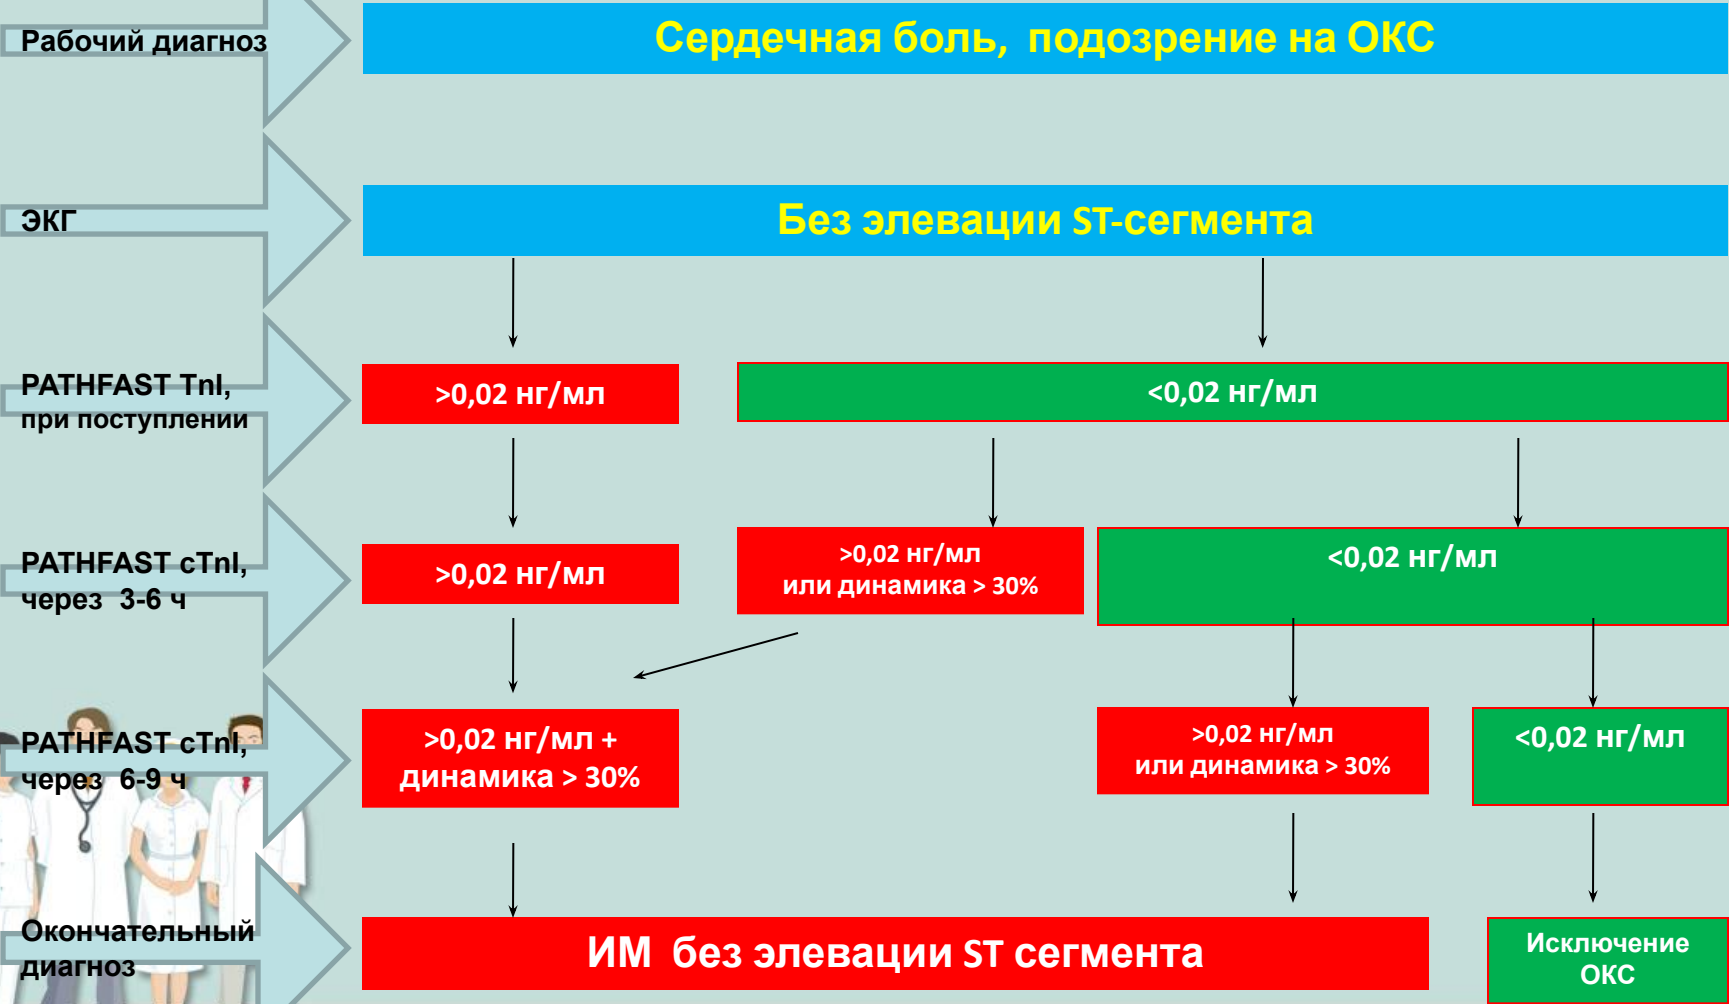 Рабочий диагноз
Сердечная боль, подозрение на ОКС
ЭКГ
Без элевации ST-сегмента
PATHFAST TnI,
при поступлении
>0,02 нг/мл
<0,02 нг/мл
PATHFAST cTnI,
через 3-6 ч
>0,02 нг/мл
>0,02 нг/мл
или динамика > 30%
<0,02 нг/мл
PATHFAST cTnI,
через 6-9 ч
>0,02 нг/мл +
динамика > 30%
>0,02 нг/мл
или динамика > 30%
<0,02 нг/мл
Окончательный
диагноз
ИМ без элевации ST сегмента
Исключение
ОКС